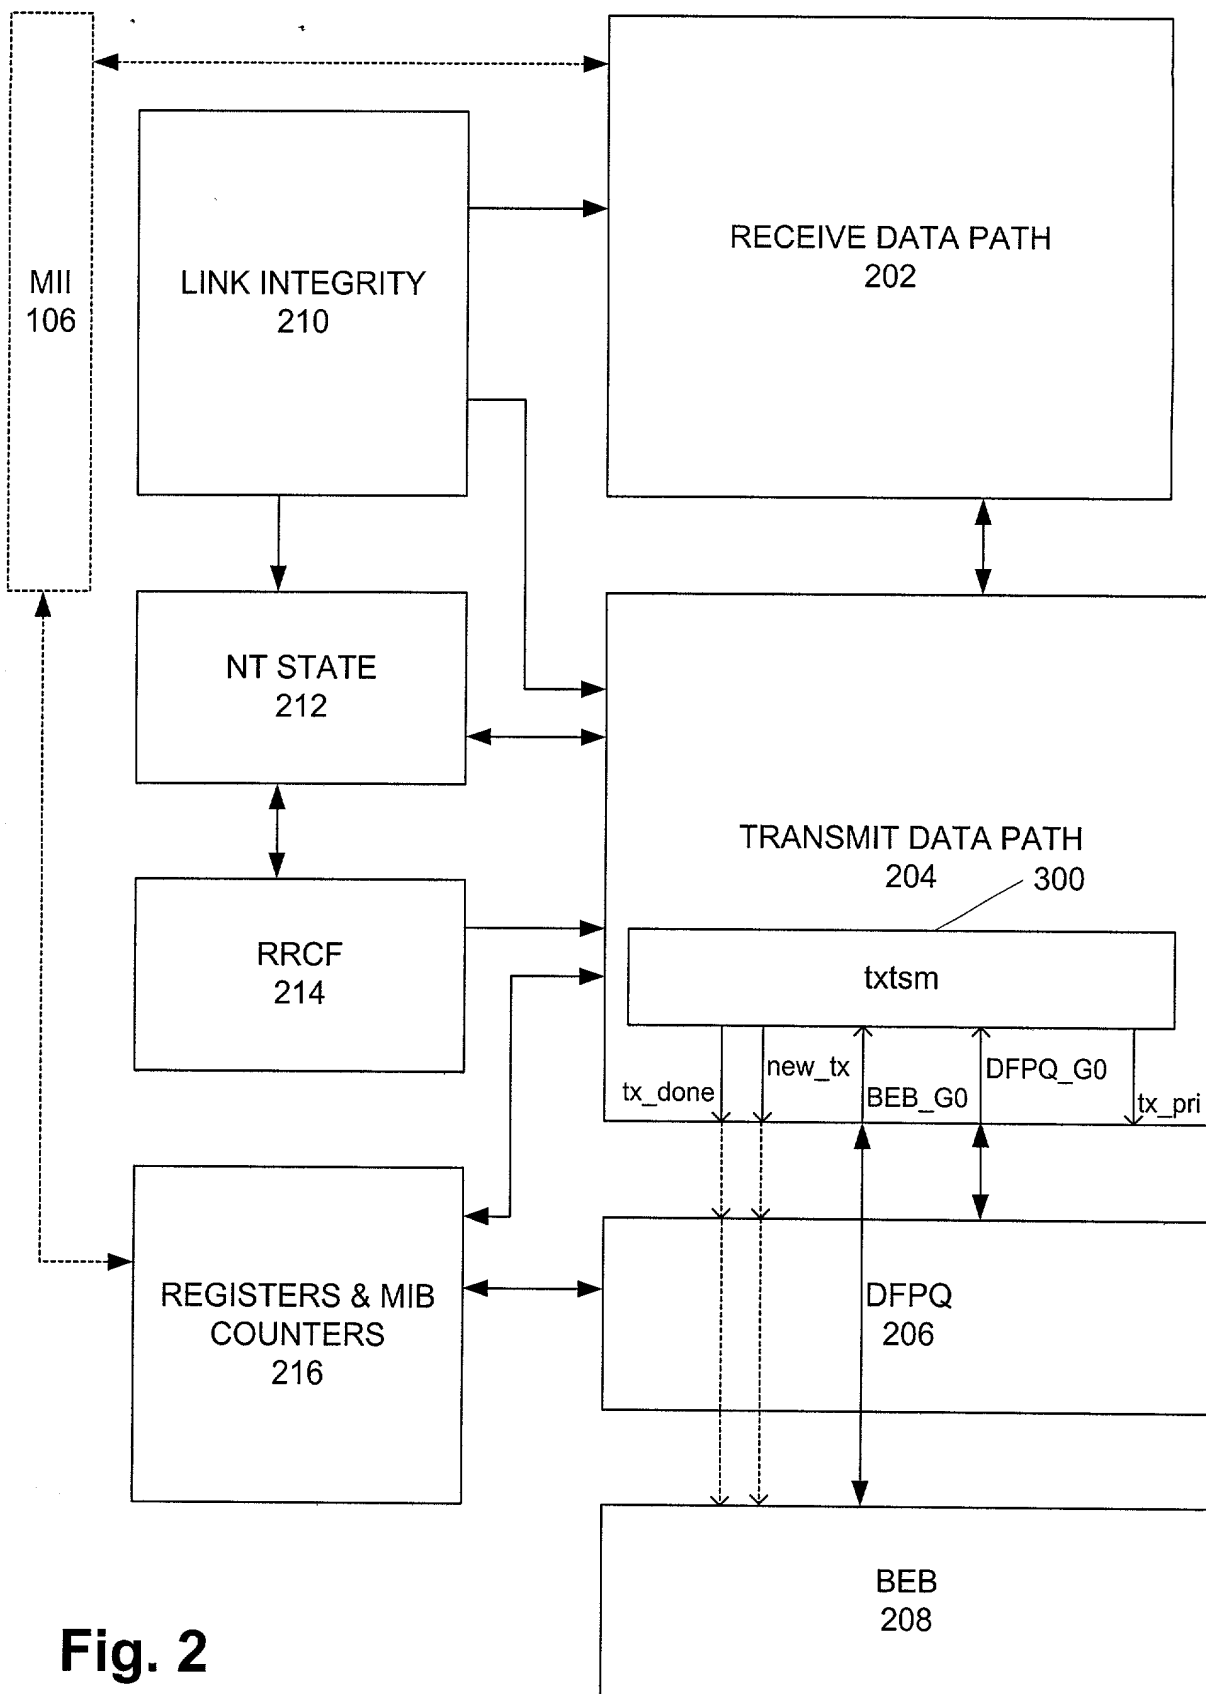 MII
106
LINK INTEGRITY
210
RECEIVE DATA PATH
202
NT STATE
212
TRANSMIT DATA PATH
204
300
RRCF
214
txtsm
tx_done
new_tx
BEB_G0
DFPQ_G0
tx_pri
REGISTERS & MIB
COUNTERS
216
DFPQ
206
BEB
208
Fig. 2